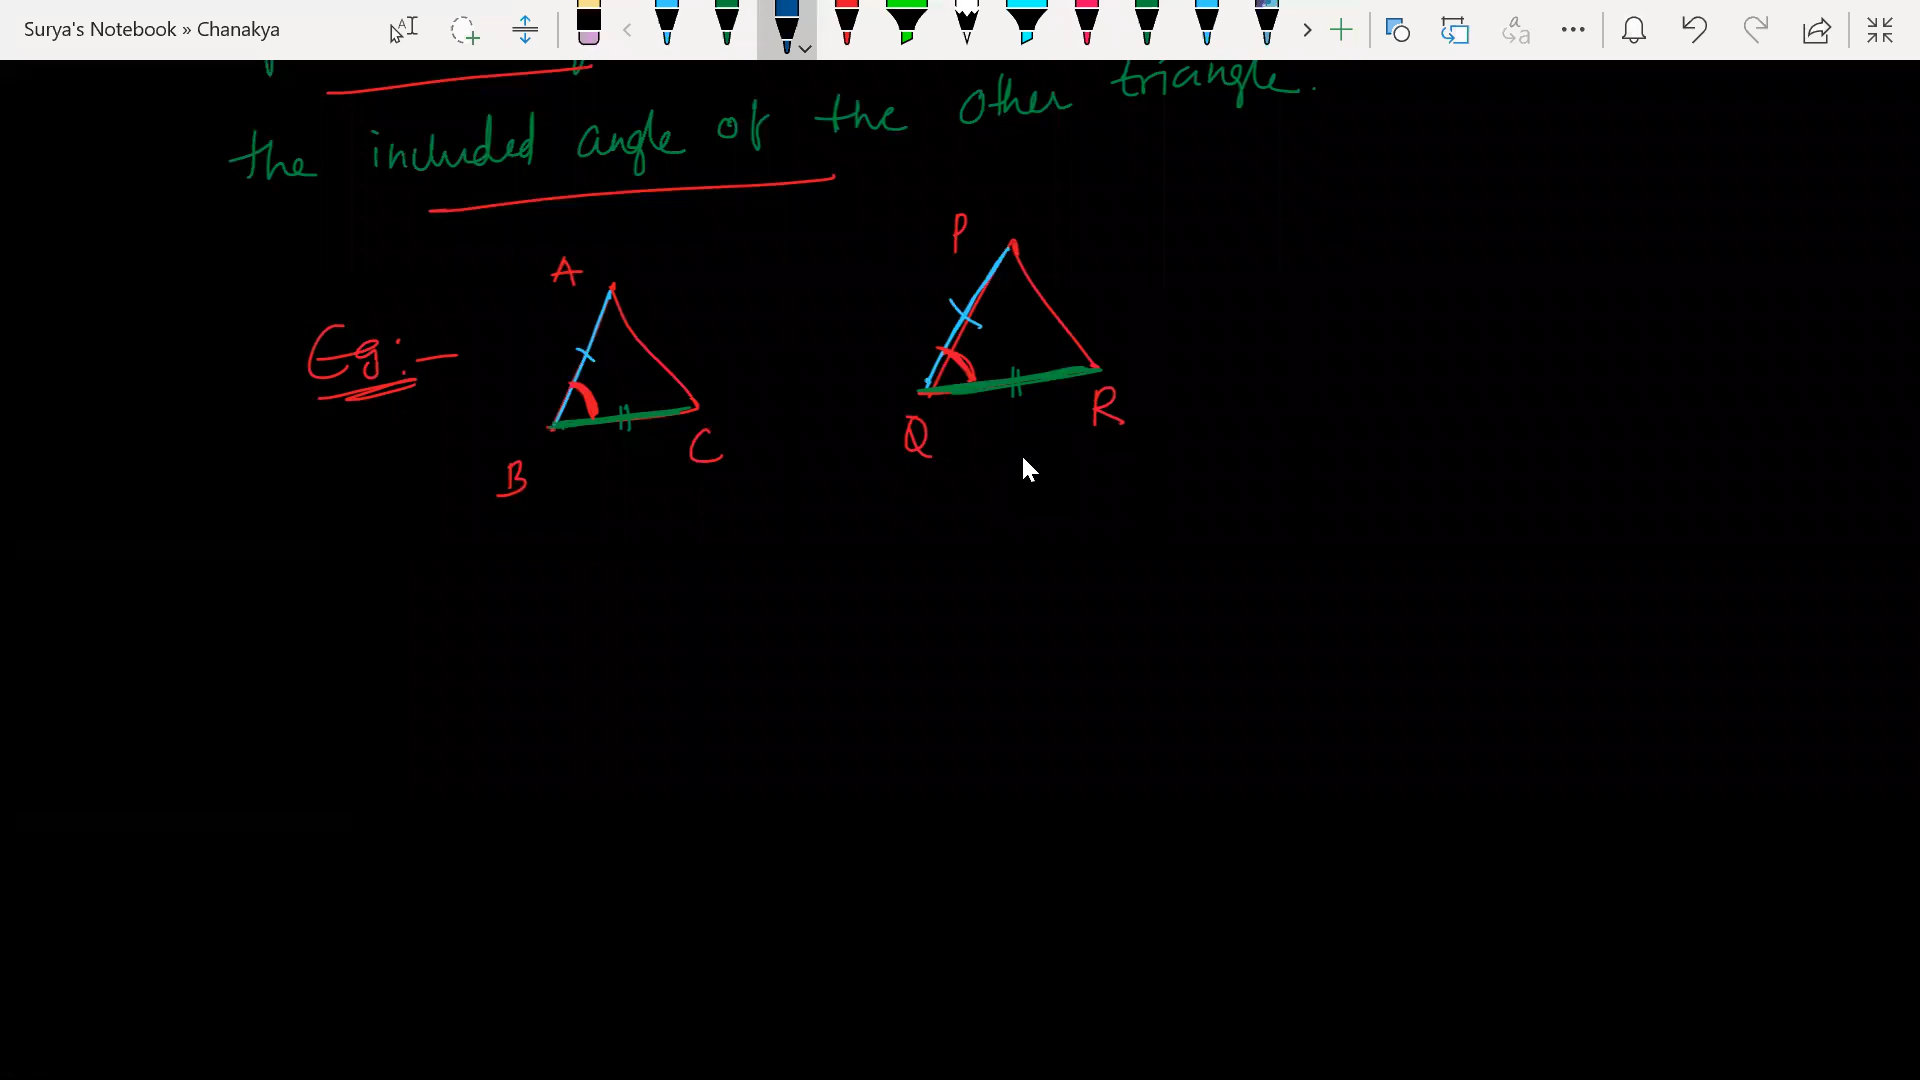 Surya's Notebook » Chanakya
the included angle of the other triangle.
A
P
Eg:-
B
C
Q
R